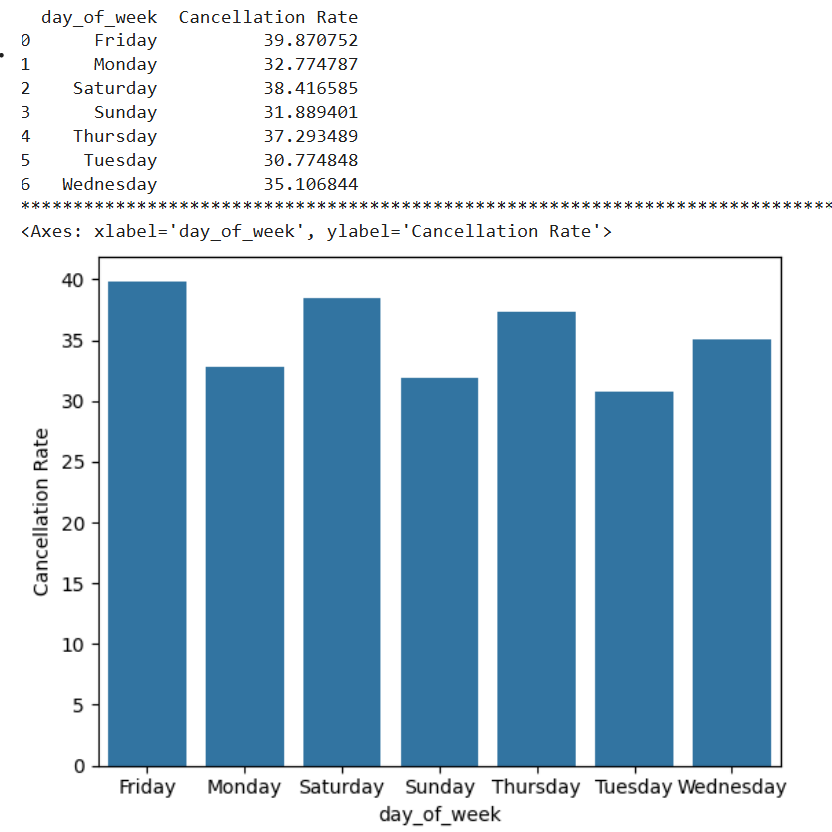 day_of_week Cancellation Rate
0 Friday 39.870752
1 Monday 32.774787
2 Saturday 38.416585
3 Sunday 31.889401
4 Thursday 37.293489
5 Tuesday 30.774848
6 Wednesday 35.106844
******************************************************************************
<Axes: xlabel='day_of_week', ylabel='Cancellation Rate'>
40
35
30
25
20
15
10
5
0
Cancellation Rate
Friday Monday Saturday Sunday Thursday Tuesday Wednesday
day_of_week